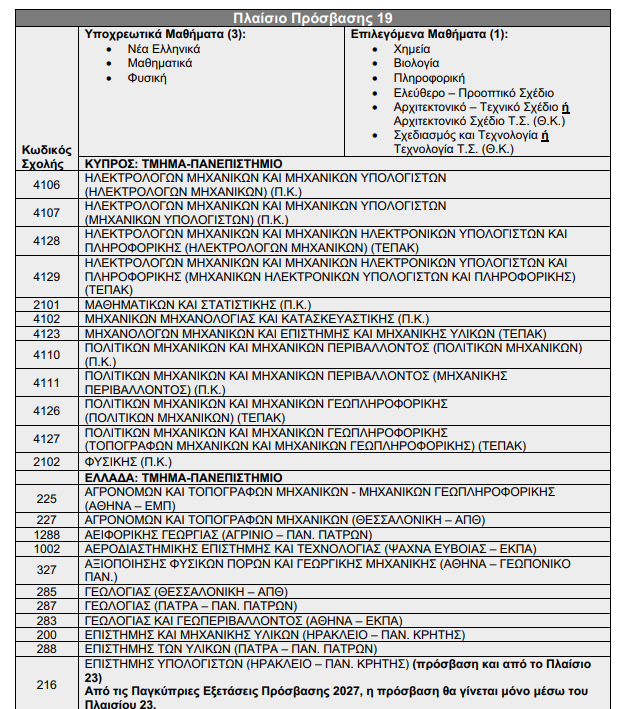 Πλαίσιο Πρόσβασης 19
Κωδικός
Σχολής
Υποχρεωτικά Μαθήματα (3):
• Νέα Ελληνικά
• Μαθηματικά
• Φυσική
Επιλεγόμενα Μαθήματα (1):
• Χημεία
• Βιολογία
• Πληροφορική
• Ελεύθερο – Προοπτικό Σχέδιο
• Αρχιτεκτονικό – Τεχνικό Σχέδιο ή
Αρχιτεκτονικό Σχέδιο Τ.Σ. (Θ.Κ.)
• Σχεδιασμός και Τεχνολογία ή
Τεχνολογία Τ.Σ. (Θ.Κ.)
ΚΥΠΡΟΣ: ΤΜΗΜΑ-ΠΑΝΕΠΙΣΤΗΜΙΟ
4106 ΗΛΕΚΤΡΟΛΟΓΩΝ ΜΗΧΑΝΙΚΩΝ ΚΑΙ ΜΗΧΑΝΙΚΩΝ ΥΠΟΛΟΓΙΣΤΩΝ
(ΗΛΕΚΤΡΟΛΟΓΩΝ ΜΗΧΑΝΙΚΩΝ) (Π.Κ.)
4107 ΗΛΕΚΤΡΟΛΟΓΩΝ ΜΗΧΑΝΙΚΩΝ ΚΑΙ ΜΗΧΑΝΙΚΩΝ ΥΠΟΛΟΓΙΣΤΩΝ
(ΜΗΧΑΝΙΚΩΝ ΥΠΟΛΟΓΙΣΤΩΝ) (Π.Κ.)
4128 ΗΛΕΚΤΡΟΛΟΓΩΝ ΜΗΧΑΝΙΚΩΝ ΚΑΙ ΜΗΧΑΝΙΚΩΝ ΗΛΕΚΤΡΟΝΙΚΩΝ ΥΠΟΛΟΓΙΣΤΩΝ ΚΑΙ
ΠΛΗΡΟΦΟΡΙΚΗΣ (ΗΛΕΚΤΡΟΛΟΓΩΝ ΜΗΧΑΝΙΚΩΝ) (ΤΕΠΑΚ)
4129 ΗΛΕΚΤΡΟΛΟΓΩΝ ΜΗΧΑΝΙΚΩΝ ΚΑΙ ΜΗΧΑΝΙΚΩΝ ΗΛΕΚΤΡΟΝΙΚΩΝ ΥΠΟΛΟΓΙΣΤΩΝ ΚΑΙ
ΠΛΗΡΟΦΟΡΙΚΗΣ (ΜΗΧΑΝΙΚΩΝ ΗΛΕΚΤΡΟΝΙΚΩΝ ΥΠΟΛΟΓΙΣΤΩΝ ΚΑΙ ΠΛΗΡΟΦΟΡΙΚΗΣ)
(ΤΕΠΑΚ)
2101 ΜΑΘΗΜΑΤΙΚΩΝ ΚΑΙ ΣΤΑΤΙΣΤΙΚΗΣ (Π.Κ.)
4102 ΜΗΧΑΝΙΚΩΝ ΜΗΧΑΝΟΛΟΓΙΑΣ ΚΑΙ ΚΑΤΑΣΚΕΥΑΣΤΙΚΗΣ (Π.Κ.)
4123 ΜΗΧΑΝΟΛΟΓΩΝ ΜΗΧΑΝΙΚΩΝ ΚΑΙ ΕΠΙΣΤΗΜΗΣ ΚΑΙ ΜΗΧΑΝΙΚΗΣ ΥΛΙΚΩΝ (ΤΕΠΑΚ)
4110 ΠΟΛΙΤΙΚΩΝ ΜΗΧΑΝΙΚΩΝ ΚΑΙ ΜΗΧΑΝΙΚΩΝ ΠΕΡΙΒΑΛΛΟΝΤΟΣ (ΠΟΛΙΤΙΚΩΝ ΜΗΧΑΝΙΚΩΝ)
(Π.Κ.)
4111 ΠΟΛΙΤΙΚΩΝ ΜΗΧΑΝΙΚΩΝ ΚΑΙ ΜΗΧΑΝΙΚΩΝ ΠΕΡΙΒΑΛΛΟΝΤΟΣ (ΜΗΧΑΝΙΚΗΣ
ΠΕΡΙΒΑΛΛΟΝΤΟΣ) (Π.Κ.)
4126 ΠΟΛΙΤΙΚΩΝ ΜΗΧΑΝΙΚΩΝ ΚΑΙ ΜΗΧΑΝΙΚΩΝ ΓΕΩΠΛΗΡΟΦΟΡΙΚΗΣ
(ΠΟΛΙΤΙΚΩΝ ΜΗΧΑΝΙΚΩΝ) (ΤΕΠΑΚ)
4127 ΠΟΛΙΤΙΚΩΝ ΜΗΧΑΝΙΚΩΝ ΚΑΙ ΜΗΧΑΝΙΚΩΝ ΓΕΩΠΛΗΡΟΦΟΡΙΚΗΣ
(ΤΟΠΟΓΡΑΦΩΝ ΜΗΧΑΝΙΚΩΝ ΚΑΙ ΜΗΧΑΝΙΚΩΝ ΓΕΩΠΛΗΡΟΦΟΡΙΚΗΣ) (ΤΕΠΑΚ)
2102 ΦΥΣΙΚΗΣ (Π.Κ.)
ΕΛΛΑΔΑ: ΤΜΗΜΑ-ΠΑΝΕΠΙΣΤΗΜΙΟ
225 ΑΓΡΟΝΟΜΩΝ ΚΑΙ ΤΟΠΟΓΡΑΦΩΝ ΜΗΧΑΝΙΚΩΝ - ΜΗΧΑΝΙΚΩΝ ΓΕΩΠΛΗΡΟΦΟΡΙΚΗΣ
(ΑΘΗΝΑ – ΕΜΠ)
227 ΑΓΡΟΝΟΜΩΝ ΚΑΙ ΤΟΠΟΓΡΑΦΩΝ ΜΗΧΑΝΙΚΩΝ (ΘΕΣΣΑΛΟΝΙΚΗ – ΑΠΘ)
1288 ΑΕΙΦΟΡΙΚΗΣ ΓΕΩΡΓΙΑΣ (ΑΓΡΙΝΙΟ – ΠΑΝ. ΠΑΤΡΩΝ)
1002 ΑΕΡΟΔΙΑΣΤΗΜΙΚΗΣ ΕΠΙΣΤΗΜΗΣ ΚΑΙ ΤΕΧΝΟΛΟΓΙΑΣ (ΨΑΧΝΑ ΕΥΒΟΙΑΣ – ΕΚΠΑ)
327 ΑΞΙΟΠΟΙΗΣΗΣ ΦΥΣΙΚΩΝ ΠΟΡΩΝ ΚΑΙ ΓΕΩΡΓΙΚΗΣ ΜΗΧΑΝΙΚΗΣ (ΑΘΗΝΑ – ΓΕΩΠΟΝΙΚΟ
ΠΑΝ.)
285 ΓΕΩΛΟΓΙΑΣ (ΘΕΣΣΑΛΟΝΙΚΗ – ΑΠΘ)
287 ΓΕΩΛΟΓΙΑΣ (ΠΑΤΡΑ – ΠΑΝ. ΠΑΤΡΩΝ)
283 ΓΕΩΛΟΓΙΑΣ ΚΑΙ ΓΕΩΠΕΡΙΒΑΛΛΟΝΤΟΣ (ΑΘΗΝΑ – ΕΚΠΑ)
200 ΕΠΙΣΤΗΜΗΣ ΚΑΙ ΜΗΧΑΝΙΚΗΣ ΥΛΙΚΩΝ (ΗΡΑΚΛΕΙΟ – ΠΑΝ. ΚΡΗΤΗΣ)
288 ΕΠΙΣΤΗΜΗΣ ΤΩΝ ΥΛΙΚΩΝ (ΠΑΤΡΑ – ΠΑΝ. ΠΑΤΡΩΝ)
216 ΕΠΙΣΤΗΜΗΣ ΥΠΟΛΟΓΙΣΤΩΝ (ΗΡΑΚΛΕΙΟ – ΠΑΝ. ΚΡΗΤΗΣ) (πρόσβαση και από το Πλαίσιο
23)
Από τις Παγκύπριες Εξετάσεις Πρόσβασης 2027, η πρόσβαση θα γίνεται μόνο μέσω του
Πλαισίου 23.